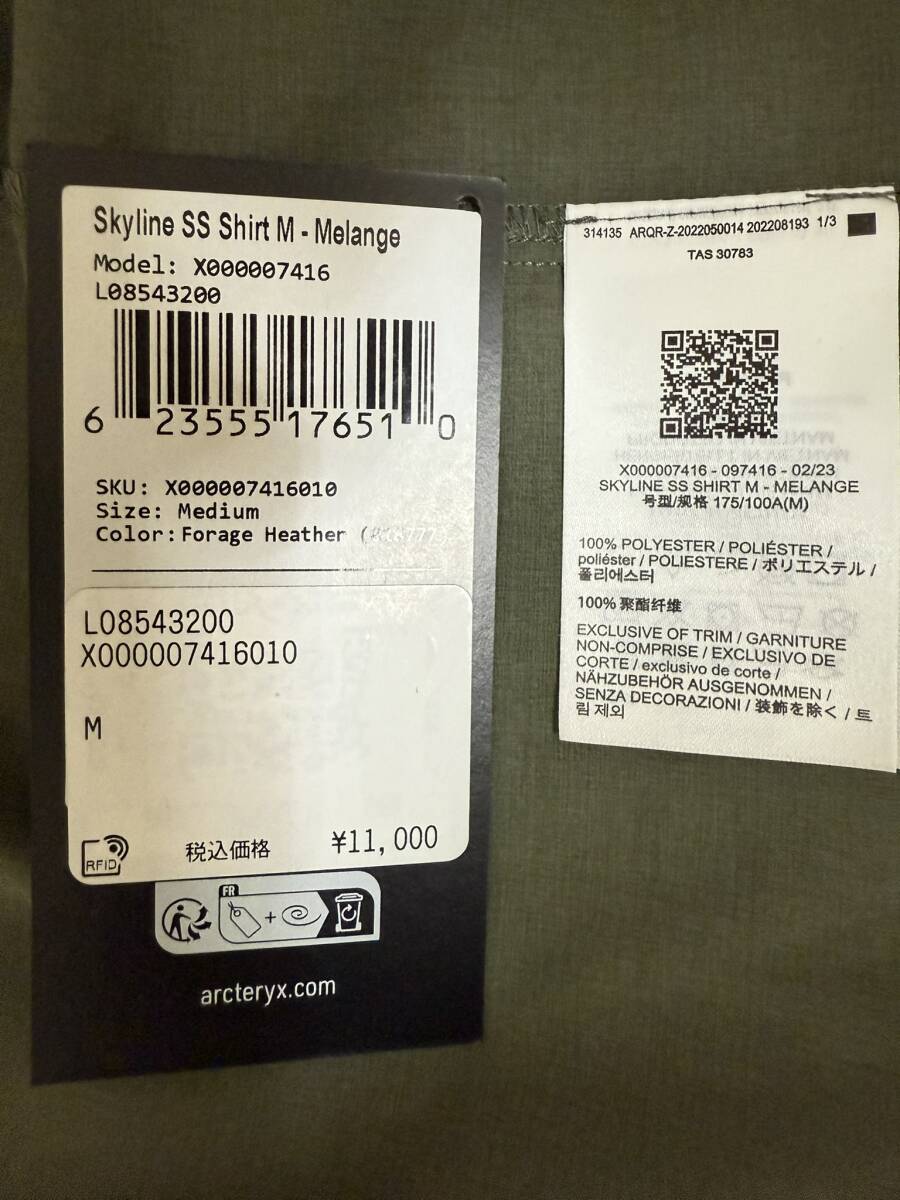 Skyline SS Shirt M - Melange
Model: X000007416
L08543200
6 23555 17651 0
SKU: X000007416010
Size: Medium
Color: Forage Heather
L08543200
X000007416010
M
RFID
税込価格 ¥11,000
FR
+
arcteryx.com
314135 ARQR-Z-2022050014 202208193 1/3
TAS 30783
X000007416 - 097416 - 02/23
SKYLINE SS SHIRT M - MELANGE
号型/规格 175/100A(M)
100% POLYESTER / POLIÉSTER /
poliéster / POLIESTERE / ポリエステル /
폴리에스터
100% 聚酯纤维
EXCLUSIVE OF TRIM / GARNITURE
NON-COMPRISE / EXCLUSIVO DE
CORTE / exclusivo de corte /
NÄHZUBEHÖR AUSGENOMMEN /
SENZA DECORAZIONI / 装飾を除く / 트
림 제외